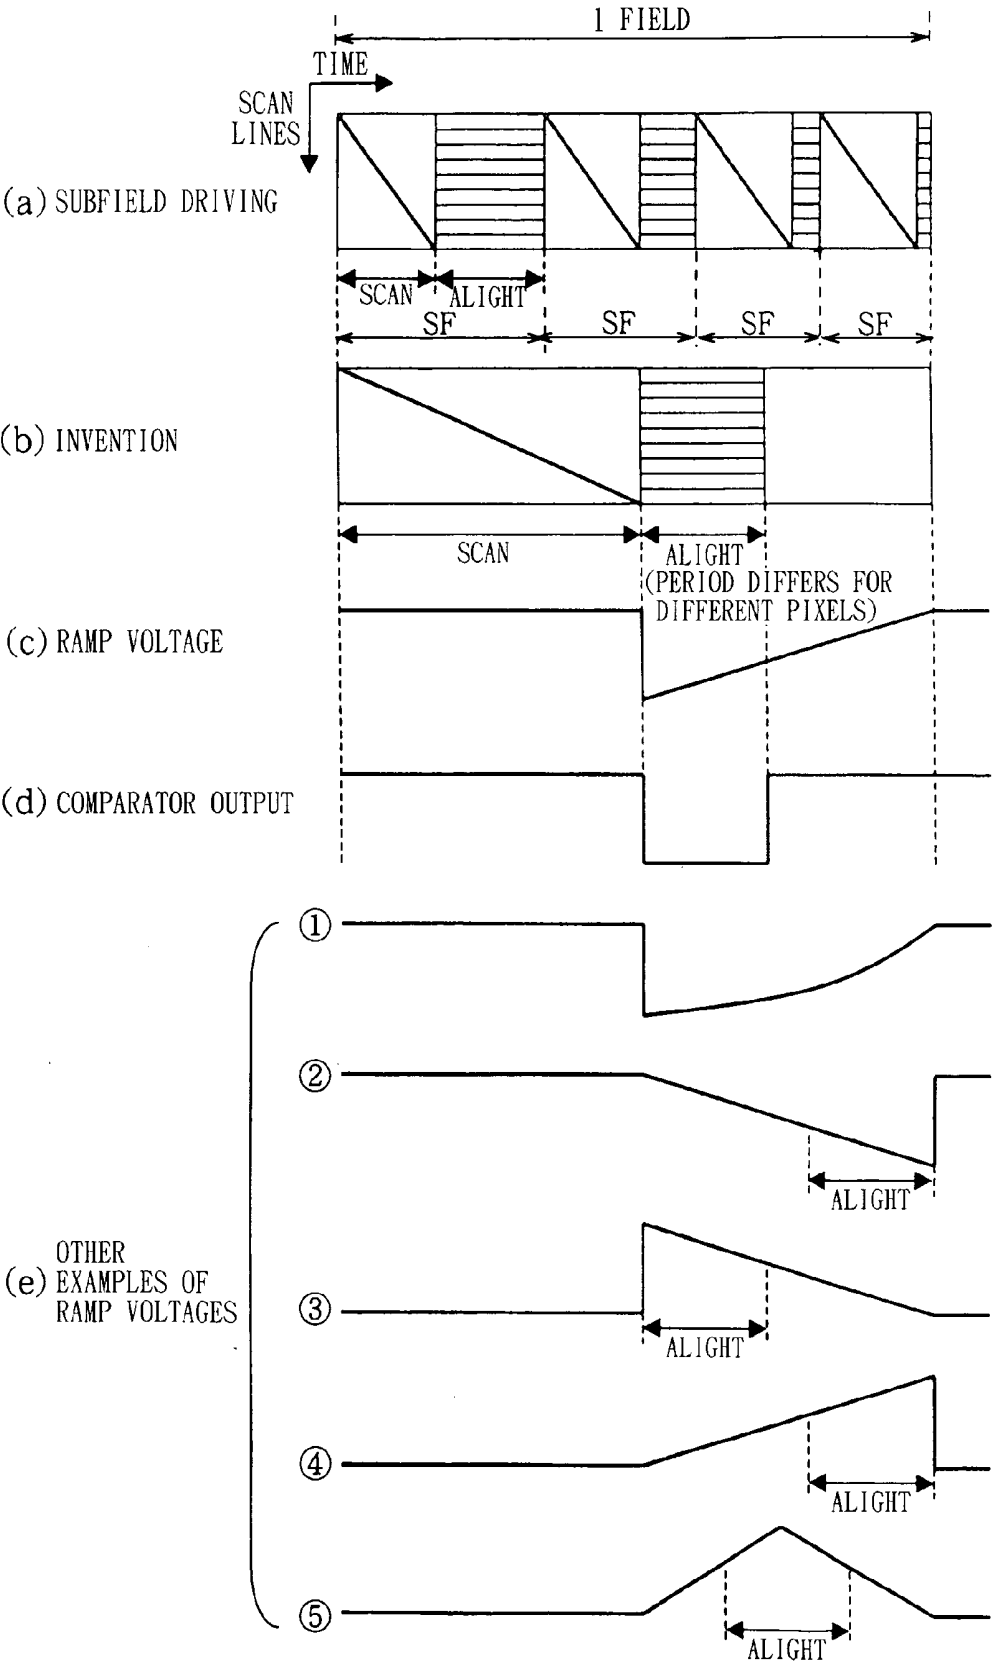 1 FIELD
TIME
SCAN
LINES
(a) SUBFIELD DRIVING
SCAN ALIGHT
SF SF SF SF
(b) INVENTION
SCAN
ALIGHT
(PERIOD DIFFERS FOR
DIFFERENT PIXELS)
(c) RAMP VOLTAGE
(d) COMPARATOR OUTPUT
①
②
ALIGHT
(e) OTHER
EXAMPLES OF
RAMP VOLTAGES
③
ALIGHT
④
ALIGHT
⑤
ALIGHT